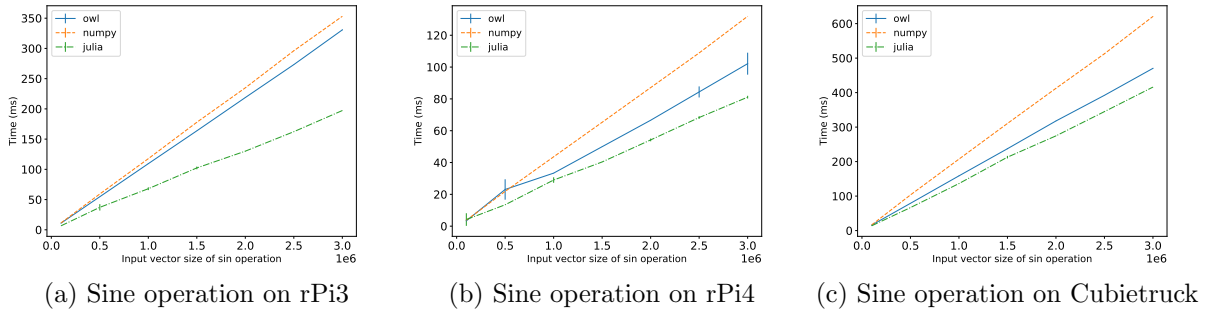 350
300
250
200
150
100
50
0
Time (ms)
owl
numpy
julia
0.0 0.5 1.0 1.5 2.0 2.5 3.0
1e6
Input vector size of sin operation
(a) Sine operation on rPi3
120
100
80
60
40
20
0
Time (ms)
owl
numpy
julia
0.0 0.5 1.0 1.5 2.0 2.5 3.0
1e6
Input vector size of sin operation
(b) Sine operation on rPi4
600
500
400
300
200
100
0
Time (ms)
owl
numpy
julia
0.0 0.5 1.0 1.5 2.0 2.5 3.0
1e6
Input vector size of sin operation
(c) Sine operation on Cubietruck